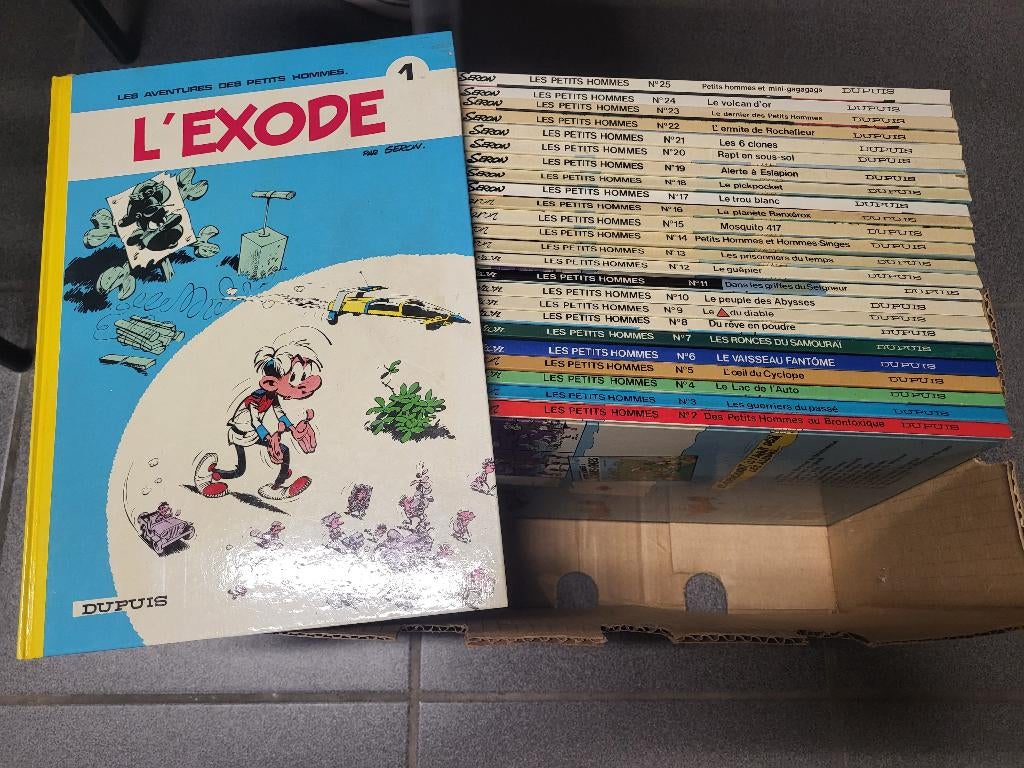 LES AVENTURES DES PETITS HOMMES.
1
L'EXODE
PAR SERON.
DUPUIS
SERON LES PETITS HOMMES N°25 Petits hommes et mini-gagagags DUPUIS
SERON LES PETITS HOMMES N°24 Le volcan d'or DUPUIS
SERON LES PETITS HOMMES N°23 Le dernier des Petits Hommes DUPUIS
SERON LES PETITS HOMMES N°22 L'ermite de Rochafleur DUPUIS
SERON LES PETITS HOMMES N°21 Les 6 clones DUPUIS
SERON LES PETITS HOMMES N°20 Rapt en sous-sol DUPUIS
SERON LES PETITS HOMMES N°19 Alerte à Eslapion DUPUIS
SERON LES PETITS HOMMES N°18 Le pickpocket DUPUIS
SERON LES PETITS HOMMES N°17 Le trou blanc DUPUIS
LES PETITS HOMMES N°16 La planète Ranxérox DUPUIS
LES PETITS HOMMES N°15 Mosquito 417 DUPUIS
LES PETITS HOMMES N°14 Petits Hommes et Hommes Singes DUPUIS
LES PETITS HOMMES N°13 Les prisonniers du temps DUPUIS
LES PETITS HOMMES N°12 Le guêpier DUPUIS
LES PETITS HOMMES N°11 Dans les griffes du Seigneur DUPUIS
LES PETITS HOMMES N°10 Le peuple des Abysses DUPUIS
LES PETITS HOMMES N°9 Le du diable DUPUIS
LES PETITS HOMMES N°8 Du rêve en poudre DUPUIS
LES PETITS HOMMES N°7 LES RONCES DU SAMOURAÏ DUPUIS
LES PETITS HOMMES N°6 LE VAISSEAU FANTÔME DUPUIS
LES PETITS HOMMES N°5 L'œil du Cyclope DUPUIS
LES PETITS HOMMES N°4 Le Lac de l'Auto DUPUIS
LES PETITS HOMMES N°3 Les guerriers du passé DUPUIS
LES PETITS HOMMES N°2 Des Petits Hommes au Brontoxique DUPUIS